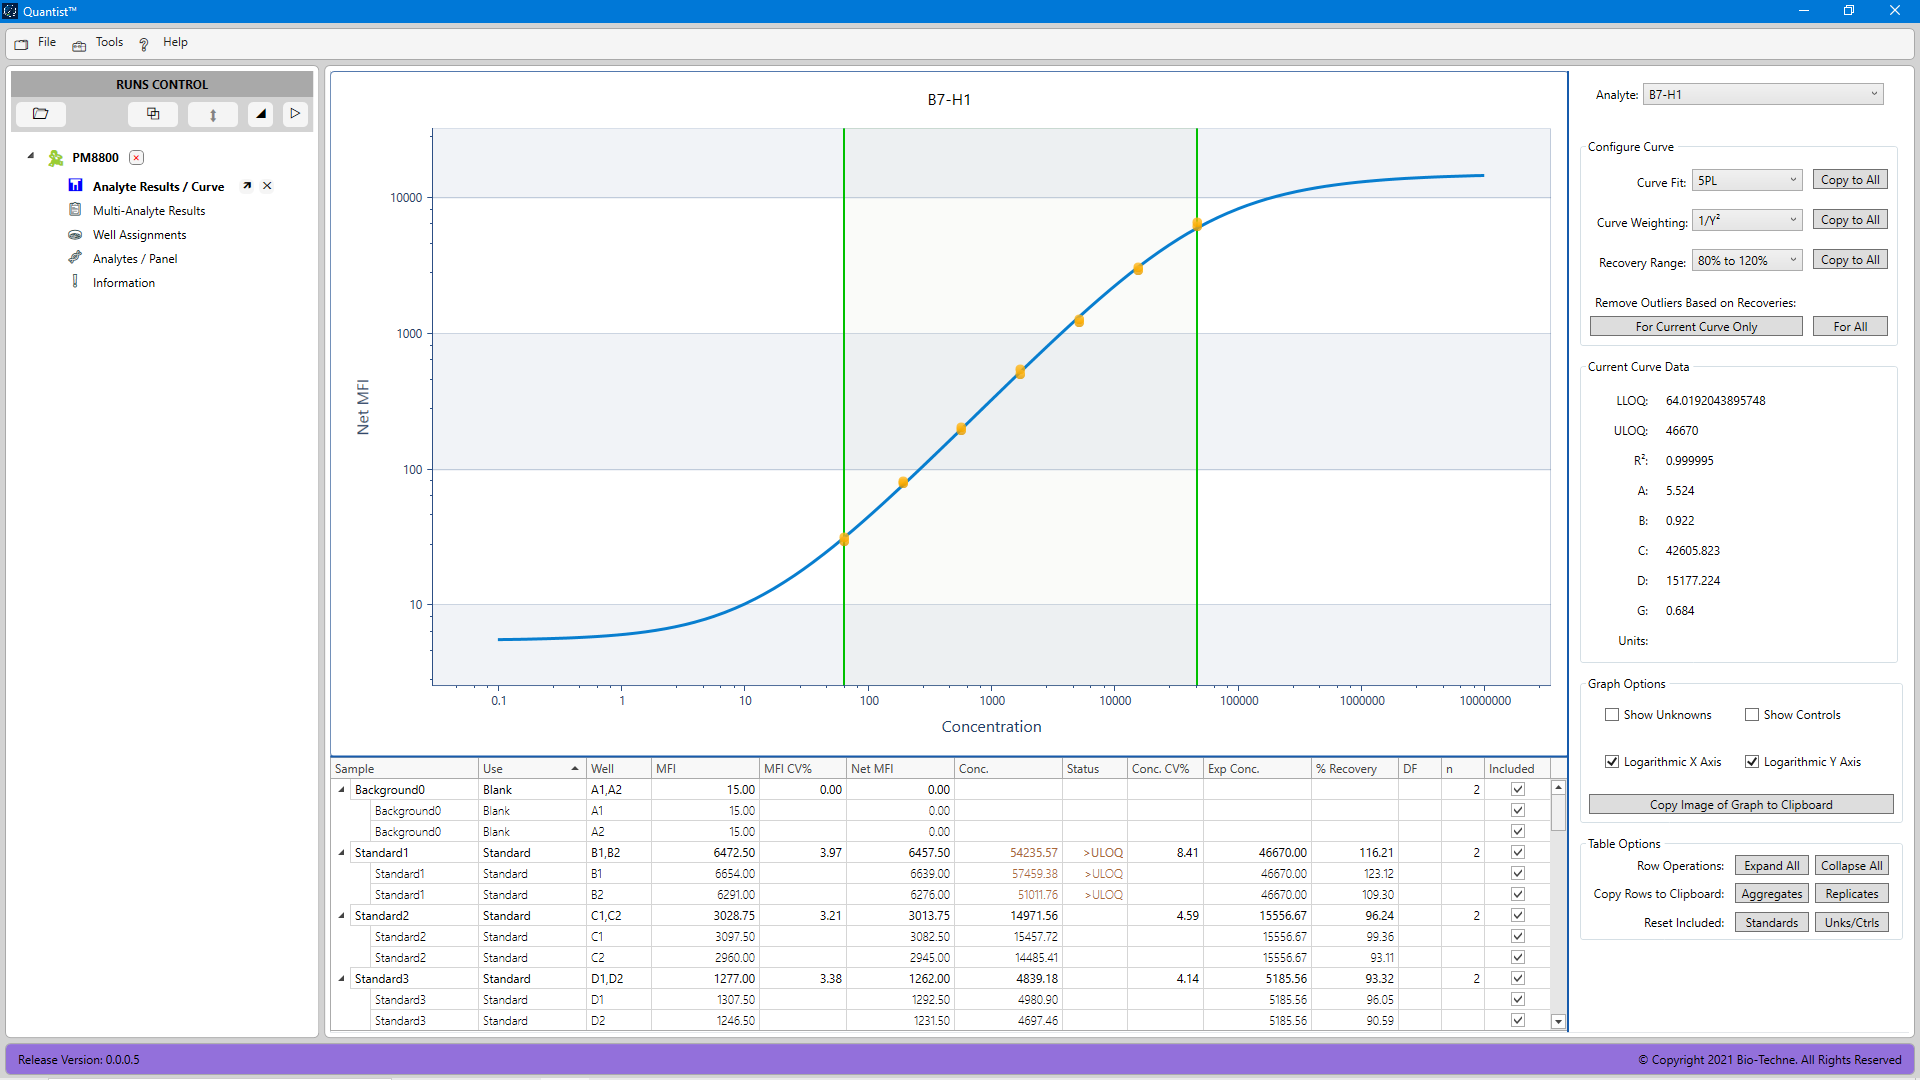 Quantist™
File Tools Help
RUNS CONTROL
PM8800
Analyte Results / Curve
Multi-Analyte Results
Well Assignments
Analytes / Panel
Information
B7-H1
Net MFI
10000
1000
100
10
0.1 1 10 100 1000 10000 100000 1000000 10000000
Concentration
Sample Use Well MFI MFI CV% Net MFI Conc. Status Conc. CV% Exp Conc. % Recovery DF n Included
Background0 Blank A1,A2 15.00 0.00 0.00 2
Background0 Blank A1 15.00 0.00
Background0 Blank A2 15.00 0.00
Standard1 Standard B1,B2 6472.50 3.97 6457.50 54235.57 >ULOQ 8.41 46670.00 116.21 2
Standard1 Standard B1 6654.00 6639.00 57459.38 >ULOQ 46670.00 123.12
Standard1 Standard B2 6291.00 6276.00 51011.76 >ULOQ 46670.00 109.30
Standard2 Standard C1,C2 3028.75 3.21 3013.75 14971.56 4.59 15556.67 96.24 2
Standard2 Standard C1 3097.50 3082.50 15457.72 15556.67 99.36
Standard2 Standard C2 2960.00 2945.00 14485.41 15556.67 93.11
Standard3 Standard D1,D2 1277.00 3.38 1262.00 4839.18 4.14 5185.56 93.32 2
Standard3 Standard D1 1307.50 1292.50 4980.90 5185.56 96.05
Standard3 Standard D2 1246.50 1231.50 4697.46 5185.56 90.59
Analyte: B7-H1
Configure Curve
Curve Fit: 5PL Copy to All
Curve Weighting: 1/Y² Copy to All
Recovery Range: 80% to 120% Copy to All
Remove Outliers Based on Recoveries:
For Current Curve Only For All
Current Curve Data
LLOQ: 64.0192043895748
ULOQ: 46670
R²: 0.999995
A: 5.524
B: 0.922
C: 42605.823
D: 15177.224
G: 0.684
Units:
Graph Options
Show Unknowns Show Controls
Logarithmic X Axis Logarithmic Y Axis
Copy Image of Graph to Clipboard
Table Options
Row Operations: Expand All Collapse All
Copy Rows to Clipboard: Aggregates Replicates
Reset Included: Standards Unks/Ctrls
Release Version: 0.0.0.5
© Copyright 2021 Bio-Techne. All Rights Reserved